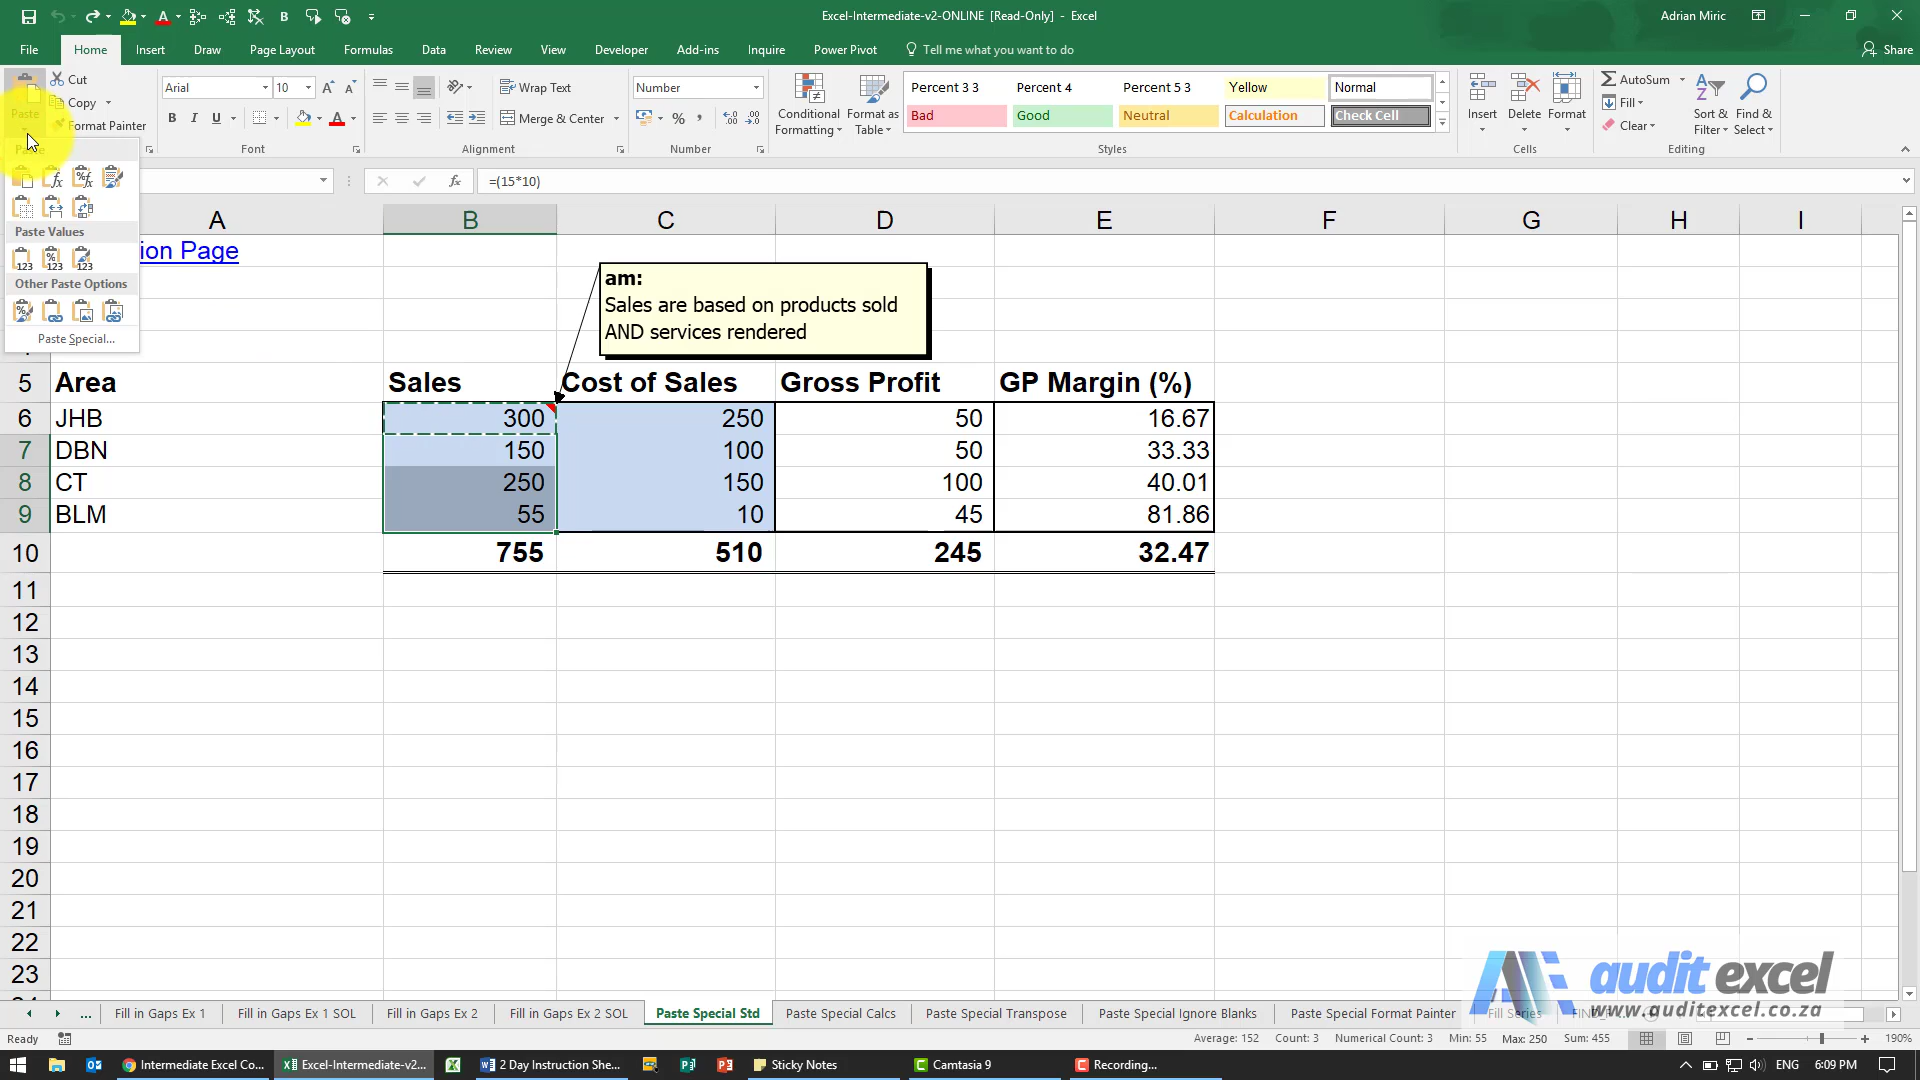 Excel-Intermediate-v2-ONLINE [Read-Only] - Excel
Adrian Miric
File Home Insert Draw Page Layout Formulas Data Review View Developer Add-ins Inquire Power Pivot Tell me what you want to do Share
Paste Cut Copy Format Painter
Arial 10
B I U
Font
Wrap Text
Merge & Center
Alignment
Number
Number
Conditional Formatting
Format as Table
Percent 3 3 Percent 4 Percent 5 3 Yellow Normal
Bad Good Neutral Calculation Check Cell
Styles
Insert Delete Format
Cells
AutoSum
Fill
Clear
Sort & Filter
Find & Select
Editing
=(15*10)
Paste Values
Other Paste Options
Paste Special...
A B C D E F G H I
ion Page
am:
Sales are based on products sold
AND services rendered
5 Area Sales Cost of Sales Gross Profit GP Margin (%)
6 JHB 300 250 50 16.67
7 DBN 150 100 50 33.33
8 CT 250 150 100 40.01
9 BLM 55 10 45 81.86
10 755 510 245 32.47
11
12
13
14
15
16
17
18
19
20
21
22
23
audit excel
www.auditexcel.co.za
... Fill in Gaps Ex 1 Fill in Gaps Ex 1 SOL Fill in Gaps Ex 2 Fill in Gaps Ex 2 SOL Paste Special Std Paste Special Calcs Paste Special Transpose Paste Special Ignore Blanks Paste Special Format Painter Fill Series
Ready Average: 152 Count: 3 Numerical Count: 3 Min: 55 Max: 250 Sum: 455 190%
Intermediate Excel Co... Excel-Intermediate-v2... 2 Day Instruction She... Sticky Notes Camtasia 9 Recording... ENG 6:09 PM